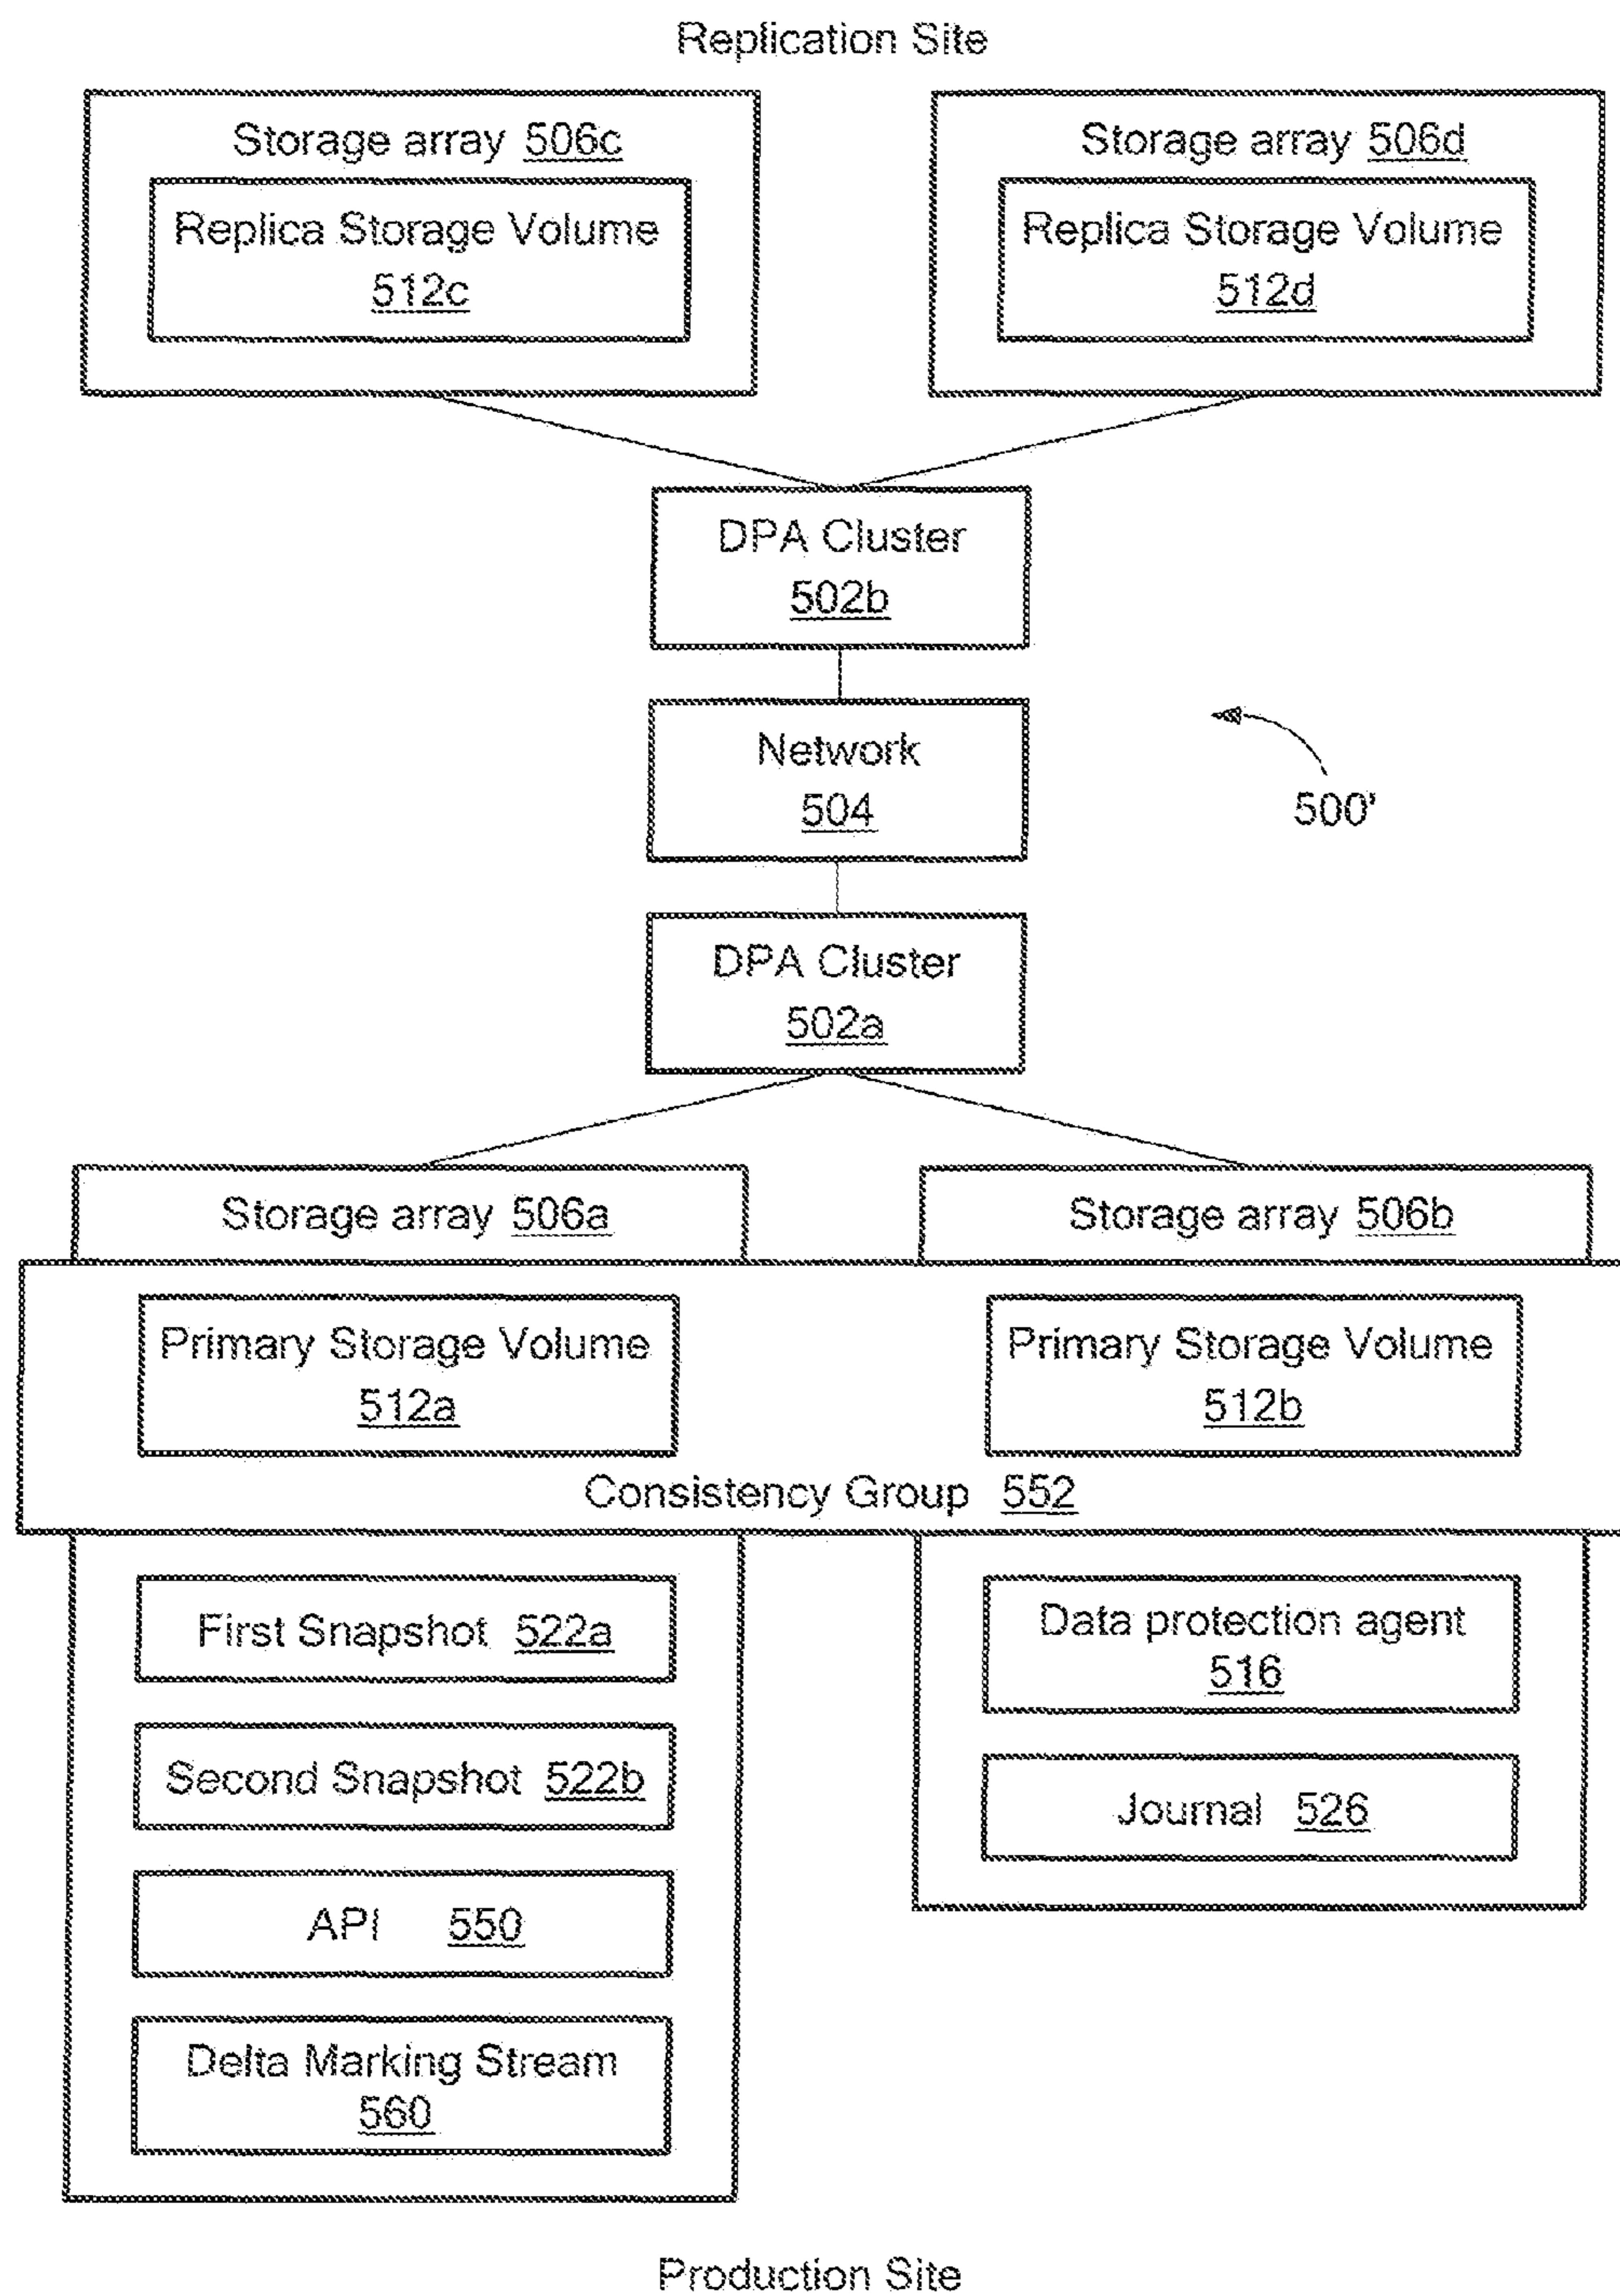 Replication Site
Storage array 506c
Replica Storage Volume
512c
Storage array 506d
Replica Storage Volume
512d
DPA Cluster
502b
Network
504
500'
DPA Cluster
502a
Storage array 506a
Storage array 506b
Primary Storage Volume
512a
Primary Storage Volume
512b
Consistency Group 552
First Snapshot 522a
Second Snapshot 522b
API 550
Delta Marking Stream
560
Data protection agent
516
Journal 526
Production Site